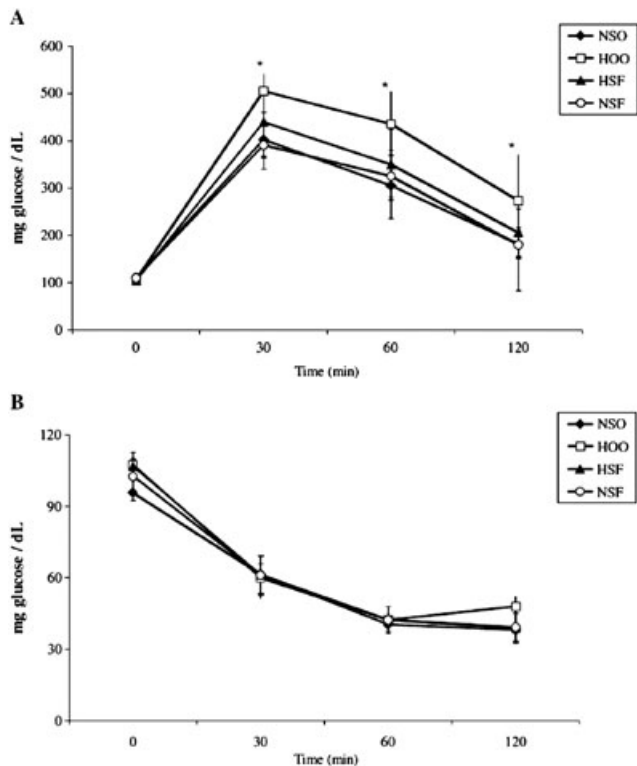 A
600
500
400
300
200
100
0
mg glucose / dL
*
*
*
0 30 60 120
Time (min)
NSO
HOO
HSF
NSF
B
120
90
60
30
0
mg glucose / dL
0 30 60 120
Time (min)
NSO
HOO
HSF
NSF